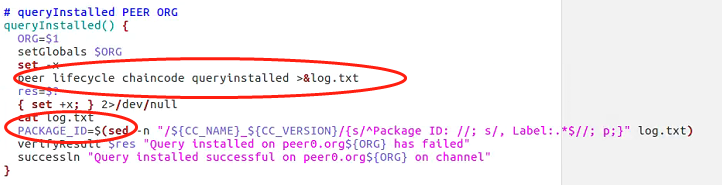 # queryInstalled PEER ORG
queryInstalled() {
ORG=$1
setGlobals $ORG
set -x
peer lifecycle chaincode queryinstalled >&log.txt
res=$?
{ set +x; } 2>/dev/null
cat log.txt
PACKAGE_ID=$(sed -n "/${CC_NAME}_${CC_VERSION}/{s/^Package ID: //; s/, Label:.*$//; p;}" log.txt)
verifyResult $res "Query installed on peer0.org${ORG} has failed"
successln "Query installed successful on peer0.org${ORG} on channel"
}